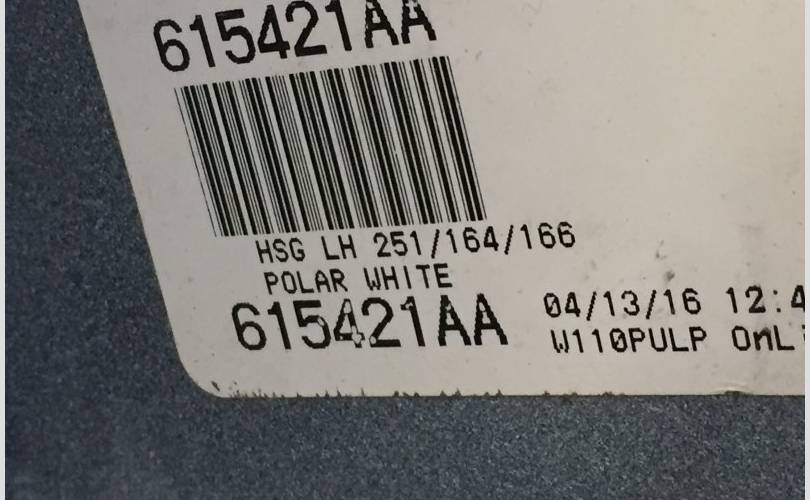 615421AA
HSG LH 251/164/166
POLAR WHITE
615421AA
04/13/16 12:4
W110PULP OnL